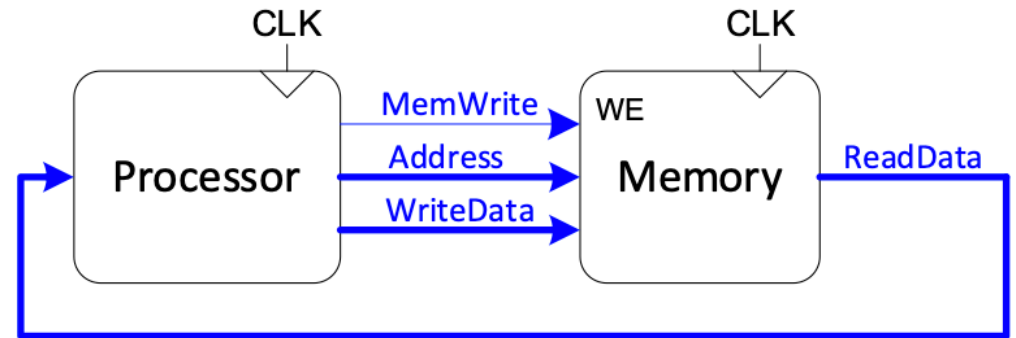 CLK
CLK
MemWrite
WE
Address
Processor
Memory
ReadData
WriteData